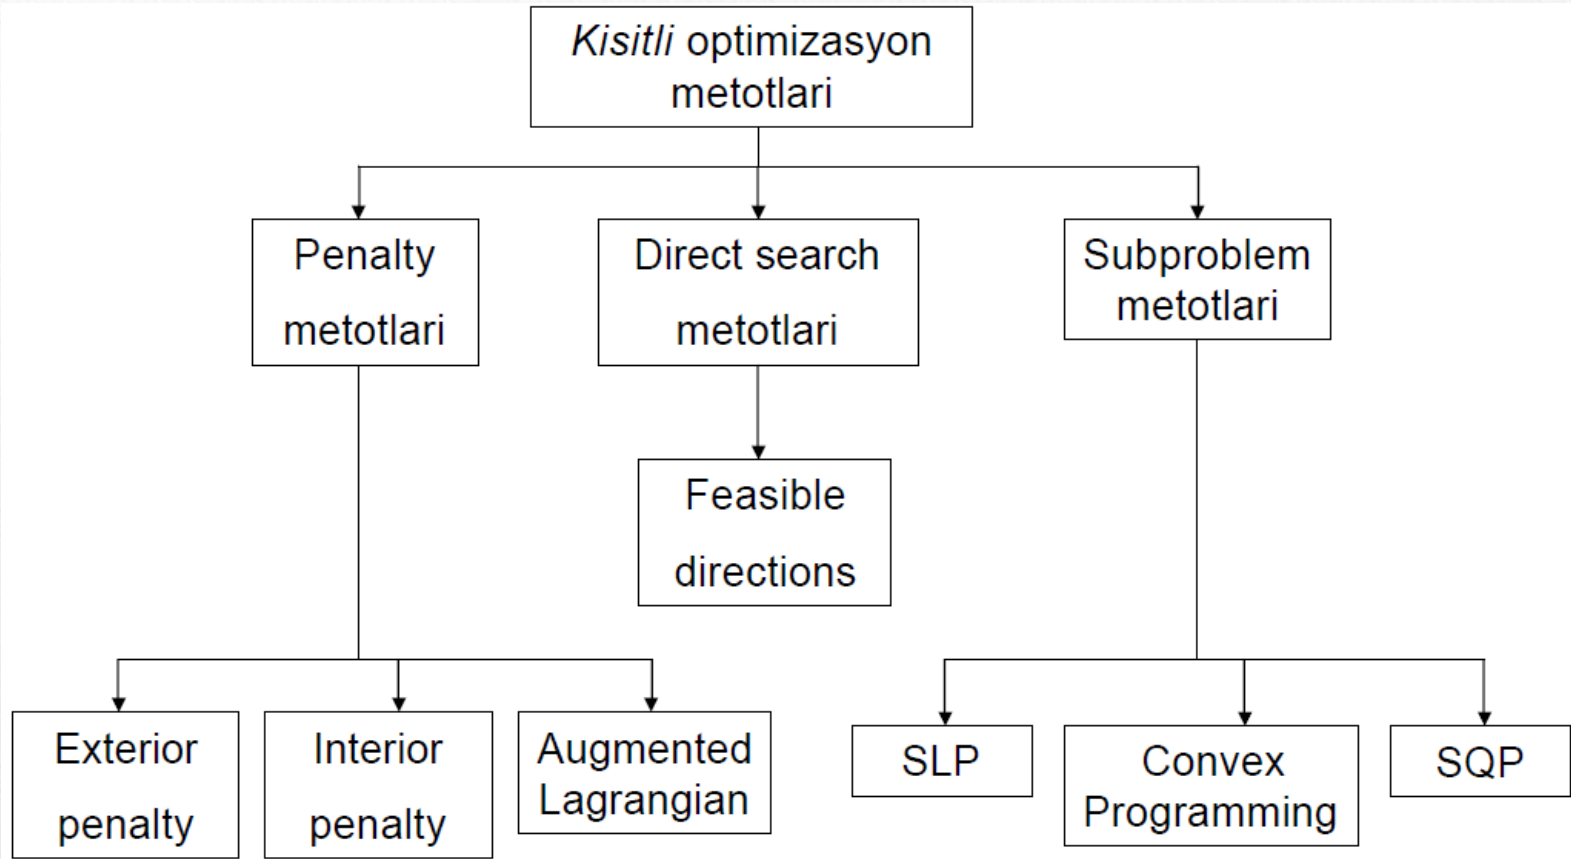 Kisitli optimizasyon
metotlari
Penalty
metotlari
Direct search
metotlari
Subproblem
metotlari
Feasible
directions
Exterior
penalty
Interior
penalty
Augmented
Lagrangian
SLP
Convex
Programming
SQP